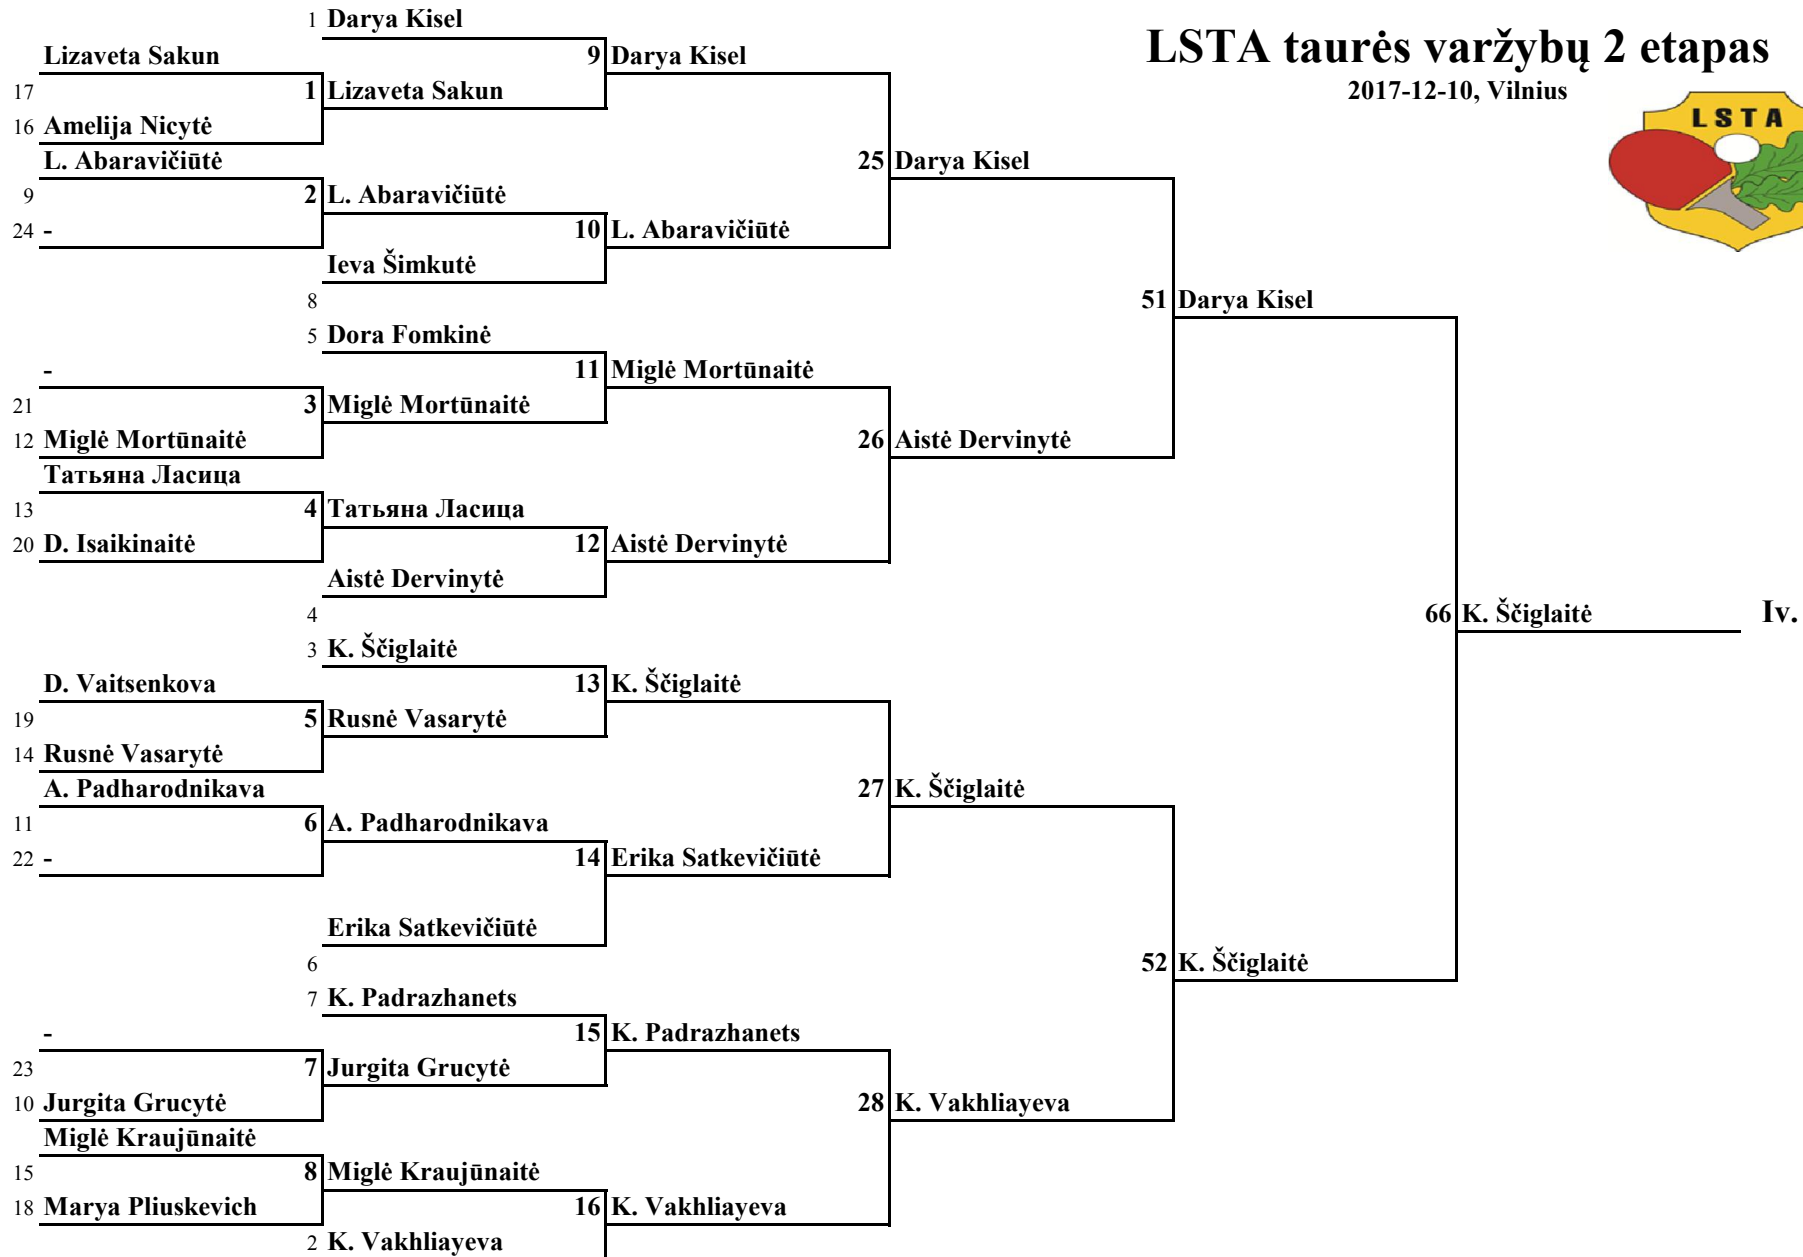 1 Darya Kisel
LSTA taurės varžybų 2 etapas
Lizaveta Sakun
9 Darya Kisel
17
1 Lizaveta Sakun
2017-12-10, Vilnius
LSTA
16 Amelija Nicytė
L. Abaravičiūtė
25 Darya Kisel
9
2 L. Abaravičiūtė
24 -
10 L. Abaravičiūtė
Ieva Šimkutė
8
51 Darya Kisel
5 Dora Fomkinė
-
11 Miglė Mortūnaitė
21
3 Miglė Mortūnaitė
12 Miglė Mortūnaitė
26 Aistė Dervinytė
Татьяна Ласица
13
4 Татьяна Ласица
20 D. Isaikinaitė
12 Aistė Dervinytė
Aistė Dervinytė
4
66 K. Ščiglaitė
Iv.
3 K. Ščiglaitė
D. Vaitsenkova
13 K. Ščiglaitė
19
5 Rusnė Vasarytė
14 Rusnė Vasarytė
A. Padharodnikava
27 K. Ščiglaitė
11
6 A. Padharodnikava
22 -
14 Erika Satkevičiūtė
Erika Satkevičiūtė
6
52 K. Ščiglaitė
7 K. Padrazhanets
-
15 K. Padrazhanets
23
7 Jurgita Grucytė
10 Jurgita Grucytė
28 K. Vakhliayeva
Miglė Kraujūnaitė
15
8 Miglė Kraujūnaitė
18 Marya Pliuskevich
16 K. Vakhliayeva
2 K. Vakhliayeva